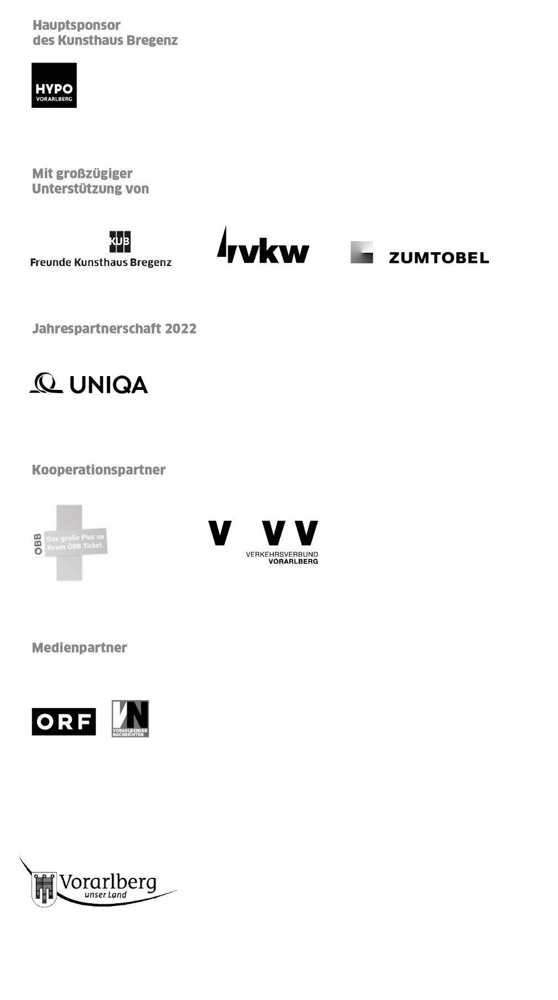 Hauptsponsor
des Kunsthaus Bregenz
HYPO
VORARLBERG
Mit großzügiger
Unterstützung von
KUB
Freunde Kunsthaus Bregenz
vkw
ZUMTOBEL
Jahrespartnerschaft 2022
UNIQA
Kooperationspartner
ÖBB
Das große Plus zu
Ihrem ÖBB Ticket.
V VV
VERKEHRSVERBUND
VORARLBERG
Medienpartner
ORF
VN
VORARLBERGER
NACHRICHTEN
Vorarlberg
unser Land